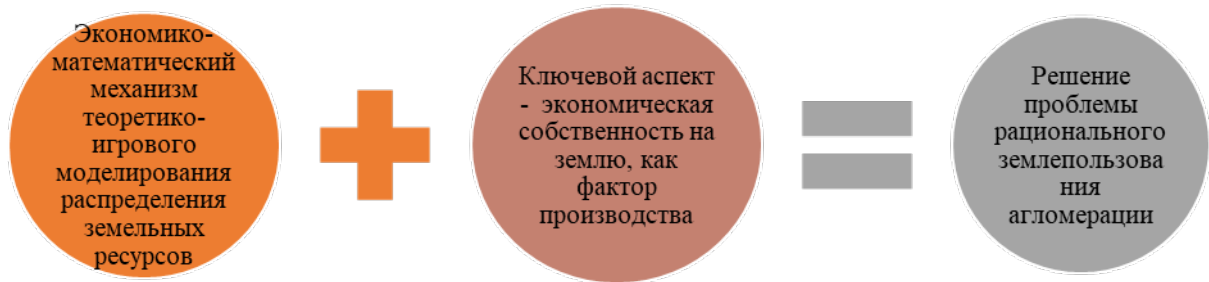 Экономико-
математический
механизм
теоретико-
игрового
моделирования
распределения
земельных
ресурсов
Ключевой аспект
- экономическая
собственность на
землю, как
фактор
производства
Решение
проблемы
рационального
землепользова
ния
агломерации